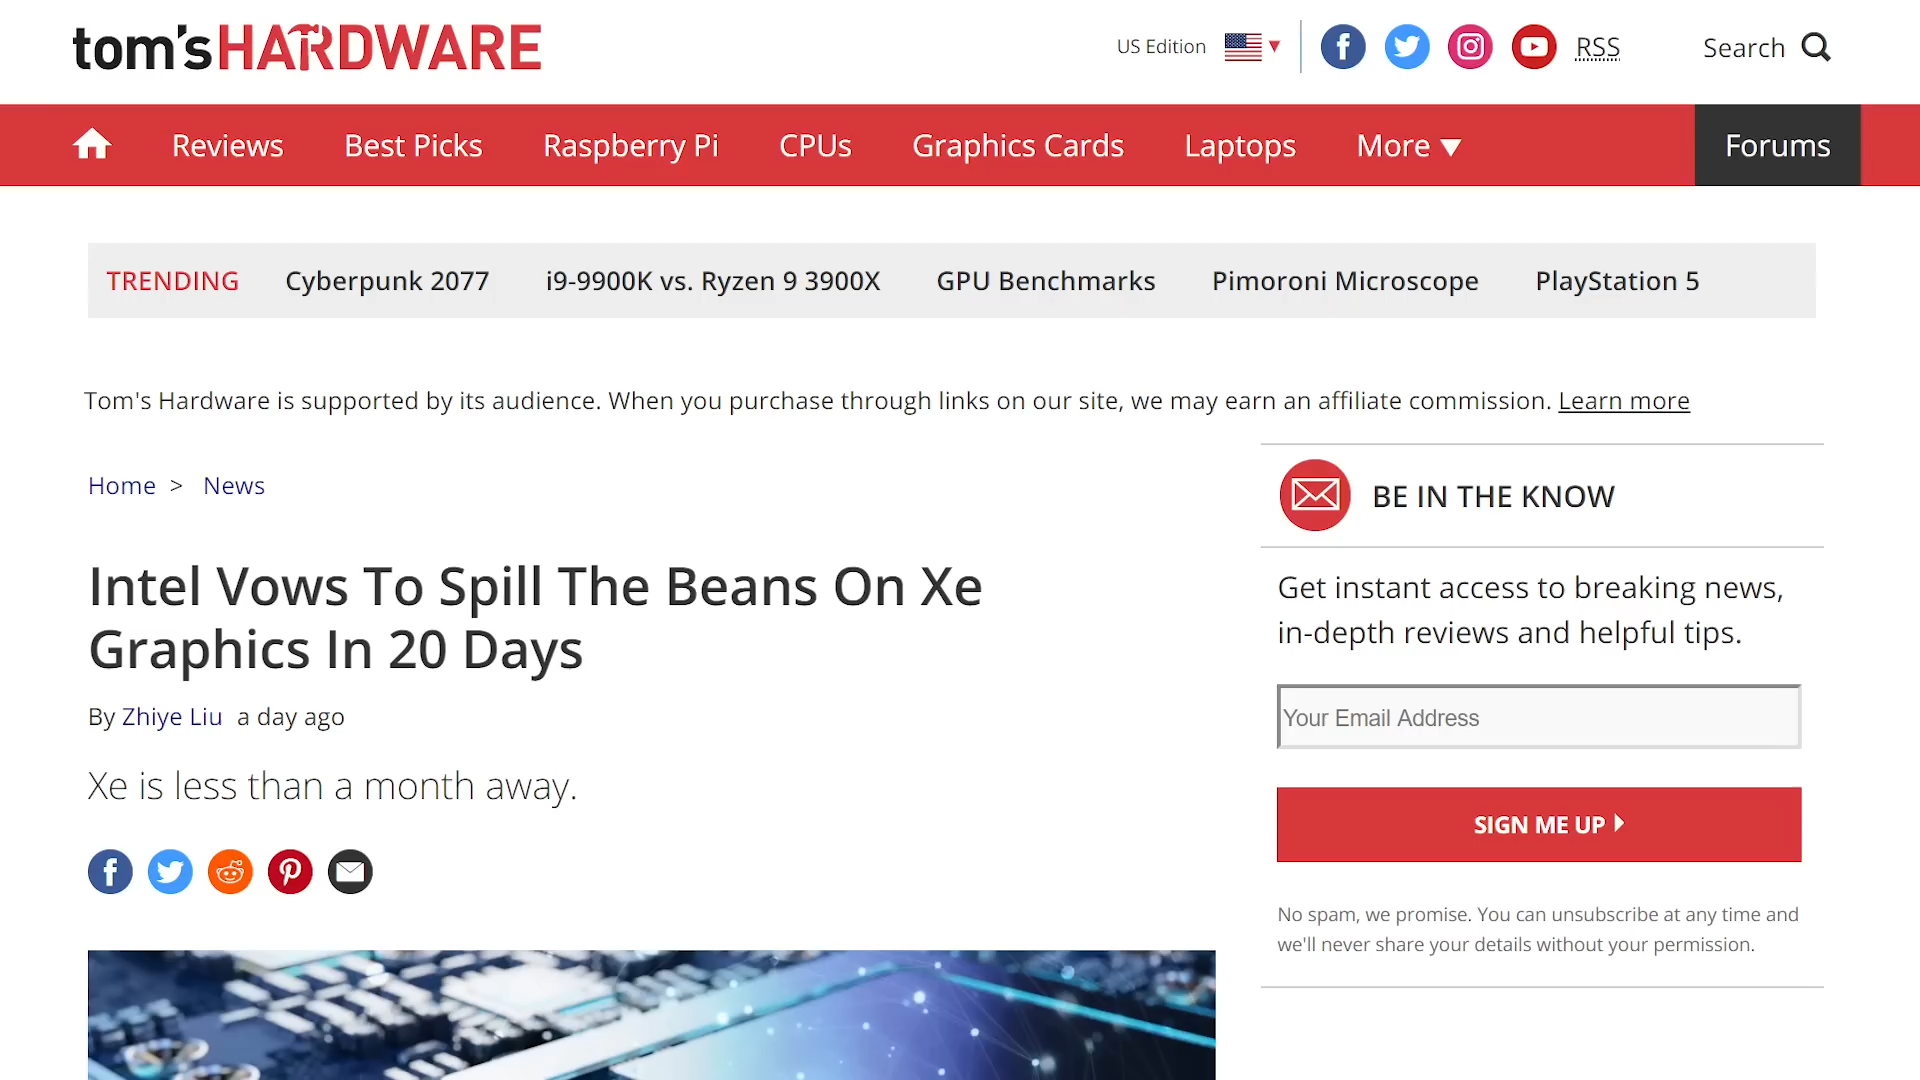 tom'sHARDWARE
US Edition
RSS
Search
Reviews
Best Picks
Raspberry Pi
CPUs
Graphics Cards
Laptops
More
Forums
TRENDING
Cyberpunk 2077
i9-9900K vs. Ryzen 9 3900X
GPU Benchmarks
Pimoroni Microscope
PlayStation 5
Tom's Hardware is supported by its audience. When you purchase through links on our site, we may earn an affiliate commission. Learn more
Home > News
Intel Vows To Spill The Beans On Xe
Graphics In 20 Days
By Zhiye Liu a day ago
Xe is less than a month away.
BE IN THE KNOW
Get instant access to breaking news,
in-depth reviews and helpful tips.
Your Email Address
SIGN ME UP
No spam, we promise. You can unsubscribe at any time and
we'll never share your details without your permission.